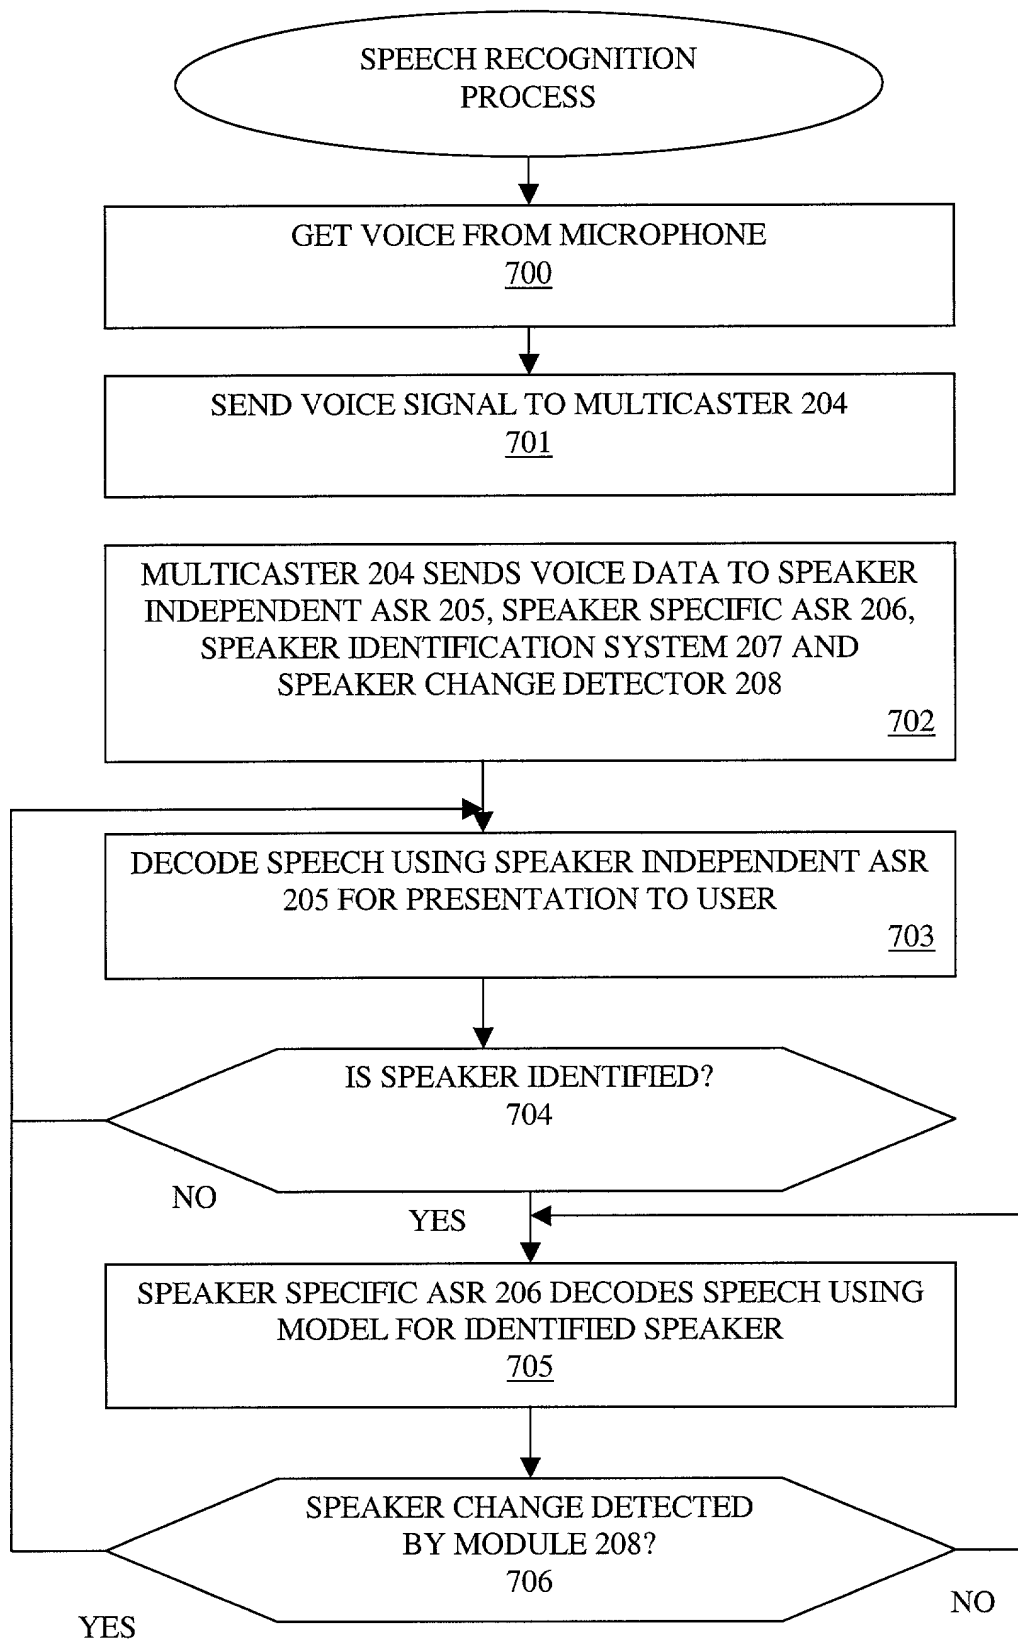 SPEECH RECOGNITION
PROCESS
GET VOICE FROM MICROPHONE
700
SEND VOICE SIGNAL TO MULTICASTER 204
701
MULTICASTER 204 SENDS VOICE DATA TO SPEAKER
INDEPENDENT ASR 205, SPEAKER SPECIFIC ASR 206,
SPEAKER IDENTIFICATION SYSTEM 207 AND
SPEAKER CHANGE DETECTOR 208
702
DECODE SPEECH USING SPEAKER INDEPENDENT ASR
205 FOR PRESENTATION TO USER
703
IS SPEAKER IDENTIFIED?
704
NO
YES
SPEAKER SPECIFIC ASR 206 DECODES SPEECH USING
MODEL FOR IDENTIFIED SPEAKER
705
SPEAKER CHANGE DETECTED
BY MODULE 208?
706
NO
YES